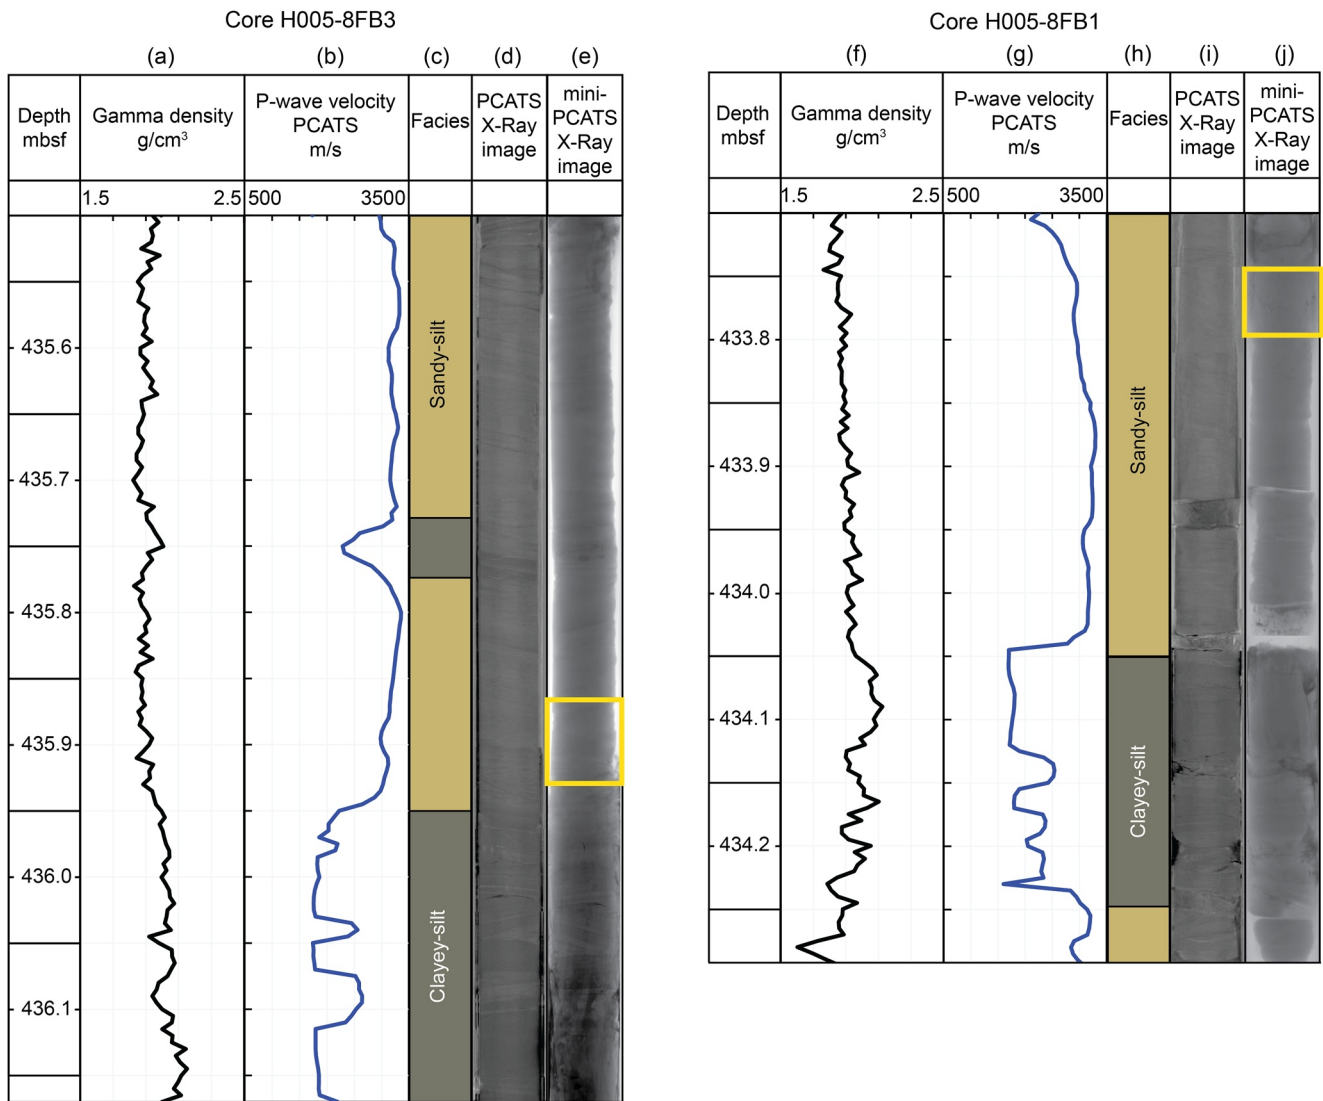 Core H005-8FB3
(a) (b) (c) (d) (e)
Depth
mbsf
Gamma density
g/cm³
P-wave velocity
PCATS
m/s
Facies
PCATS
X-Ray
image
mini-
PCATS
X-Ray
image
1.5 2.5 500 3500
435.6
435.7
435.8
435.9
436.0
436.1
Sandy-silt
Clayey-silt
Core H005-8FB1
(f) (g) (h) (i) (j)
Depth
mbsf
Gamma density
g/cm³
P-wave velocity
PCATS
m/s
Facies
PCATS
X-Ray
image
mini-
PCATS
X-Ray
image
1.5 2.5 500 3500
433.8
433.9
434.0
434.1
434.2
Sandy-silt
Clayey-silt